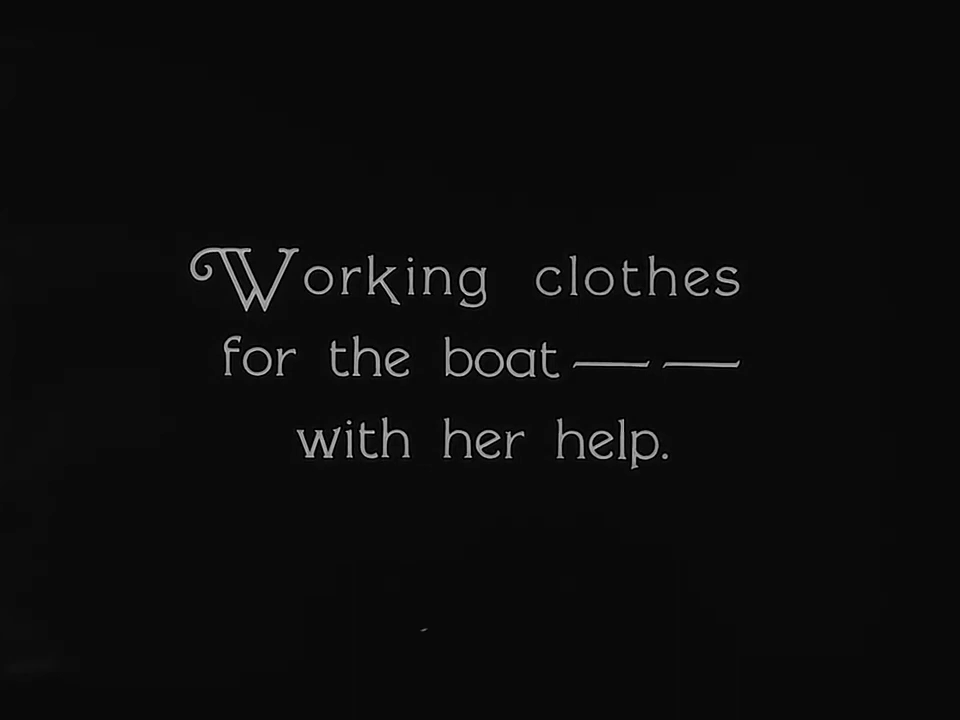 Working clothes
for the boat — —
with her help.